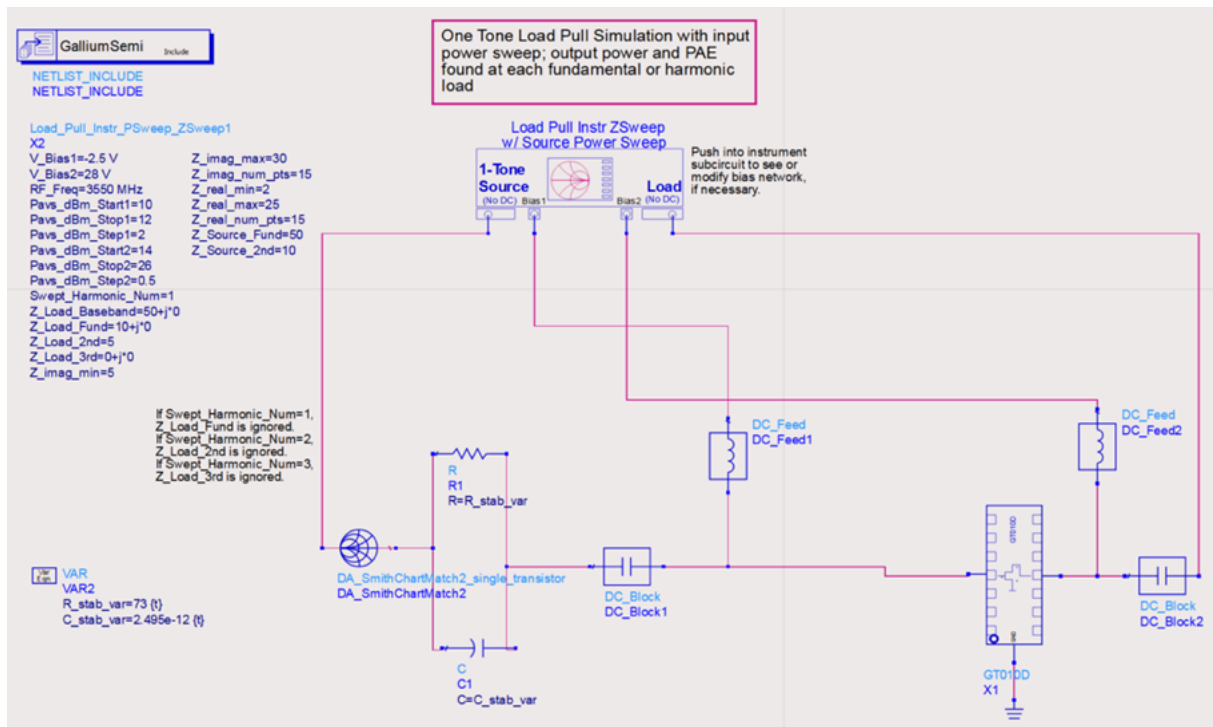 GalliumSemi
Include
NETLIST_INCLUDE
NETLIST_INCLUDE
One Tone Load Pull Simulation with input
power sweep; output power and PAE
found at each fundamental or harmonic
load
Load_Pull_Instr_PSweep_ZSweep1
X2
V_Bias1=-2.5 V
V_Bias2=28 V
RF_Freq=3550 MHz
Pavs_dBm_Start1=10
Pavs_dBm_Stop1=12
Pavs_dBm_Step1=2
Pavs_dBm_Start2=14
Pavs_dBm_Stop2=26
Pavs_dBm_Step2=0.5
Swept_Harmonic_Num=1
Z_Load_Baseband=50+j*0
Z_Load_Fund=10+j*0
Z_Load_2nd=5
Z_Load_3rd=0+j*0
Z_imag_min=5
Z_imag_max=30
Z_imag_num_pts=15
Z_real_min=2
Z_real_max=25
Z_real_num_pts=15
Z_Source_Fund=50
Z_Source_2nd=10
Load Pull Instr ZSweep
w/ Source Power Sweep
1-Tone
Source
(No DC)
Bias1
Bias2
Load
(No DC)
Push into instrument
subcircuit to see or
modify bias network,
if necessary.
If Swept_Harmonic_Num=1,
Z_Load_Fund is ignored.
If Swept_Harmonic_Num=2,
Z_Load_2nd is ignored.
If Swept_Harmonic_Num=3,
Z_Load_3rd is ignored.
DC_Feed
DC_Feed1
DC_Feed
DC_Feed2
R
R1
R=R_stab_var
DA_SmithChartMatch2_single_transistor
DA_SmithChartMatch2
DC_Block
DC_Block1
DC_Block
DC_Block2
Var
Eqn
VAR
VAR2
R_stab_var=73 {t}
C_stab_var=2.495e-12 {t}
C
C1
C=C_stab_var
GT010D
GND
GT010D
X1